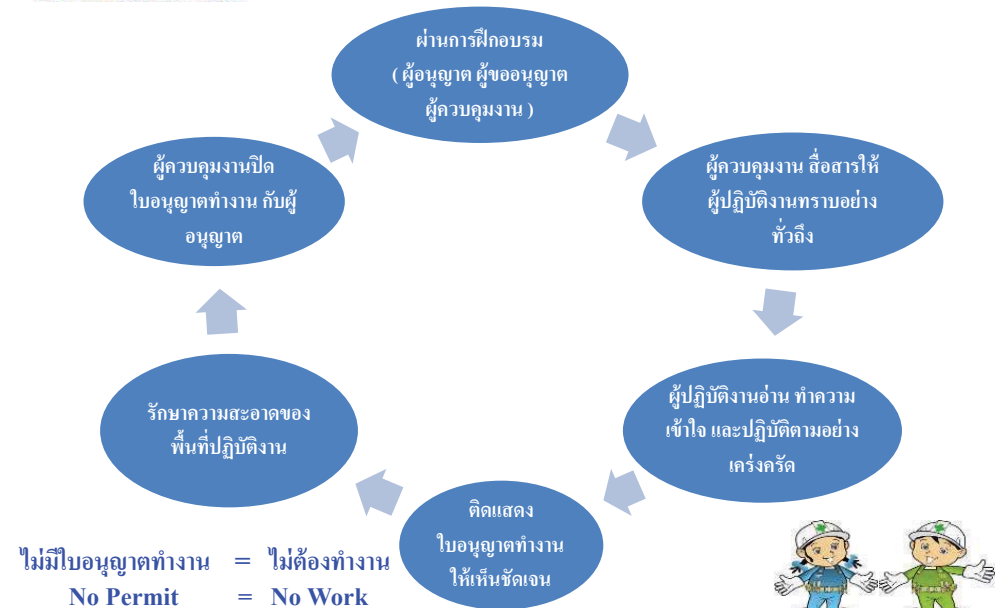 ผ่านการฝึกอบรม
( ผู้อนุญาต ผู้ขออนุญาต
ผู้ควบคุมงาน )
ผู้ควบคุมงาน สื่อสารให้
ผู้ปฏิบัติงานทราบอย่าง
ทั่วถึง
ผู้ปฏิบัติงานอ่าน ทำความ
เข้าใจ และปฏิบัติตามอย่าง
เคร่งครัด
ติดแสดง
ใบอนุญาตทำงาน
ให้เห็นชัดเจน
รักษาความสะอาดของ
พื้นที่ปฏิบัติงาน
ผู้ควบคุมงานปิด
ใบอนุญาตทำงาน กับผู้
อนุญาต
ไม่มีใบอนุญาตทำงาน = ไม่ต้องทำงาน
No Permit = No Work